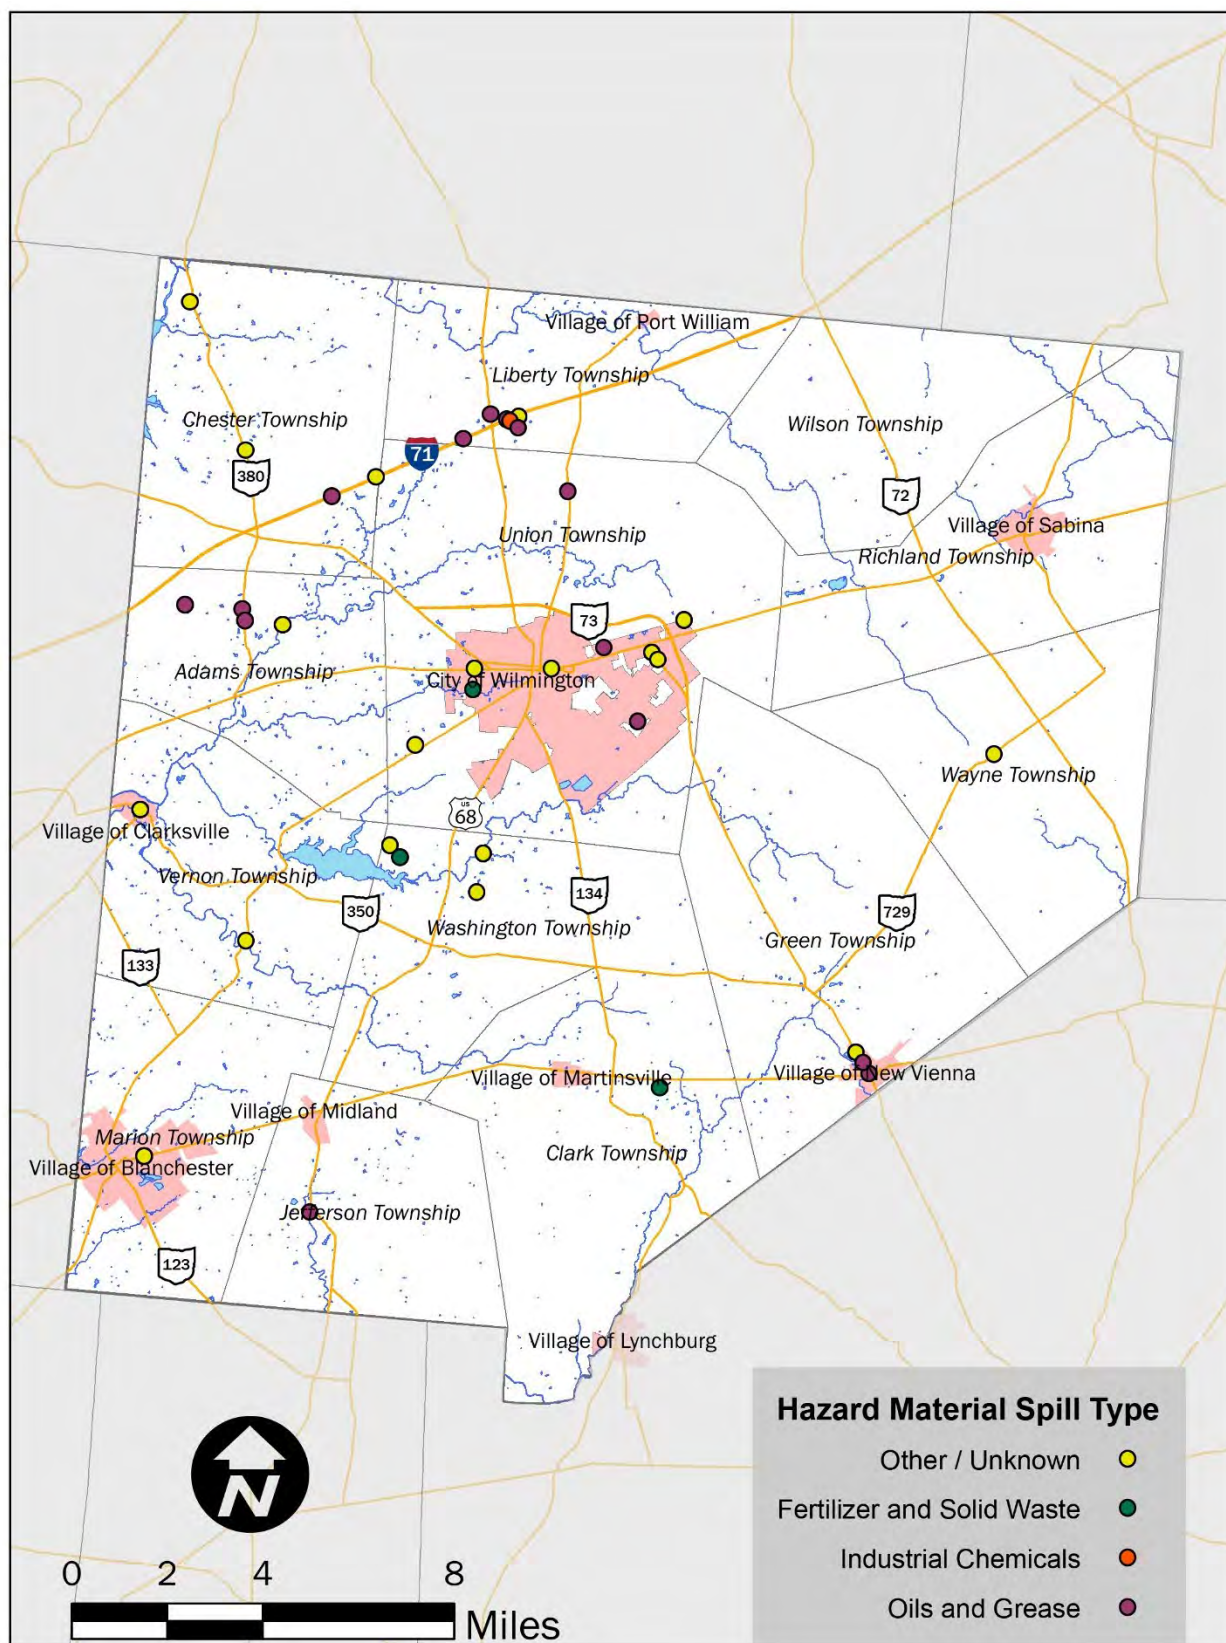 Village of Port William
Liberty Township
Chester Township
Wilson Township
71
380
72
Village of Sabina
Union Township
Richland Township
73
Adams Township
City of Wilmington
Wayne Township
US
68
Village of Clarksville
Vernon Township
134
350
729
Washington Township
Green Township
133
Village of Martinsville
Village of New Vienna
Village of Midland
Marion Township
Clark Township
Village of Blanchester
Jefferson Township
123
Village of Lynchburg
Hazard Material Spill Type
Other / Unknown
Fertilizer and Solid Waste
Industrial Chemicals
Oils and Grease
N
0 2 4 8
Miles